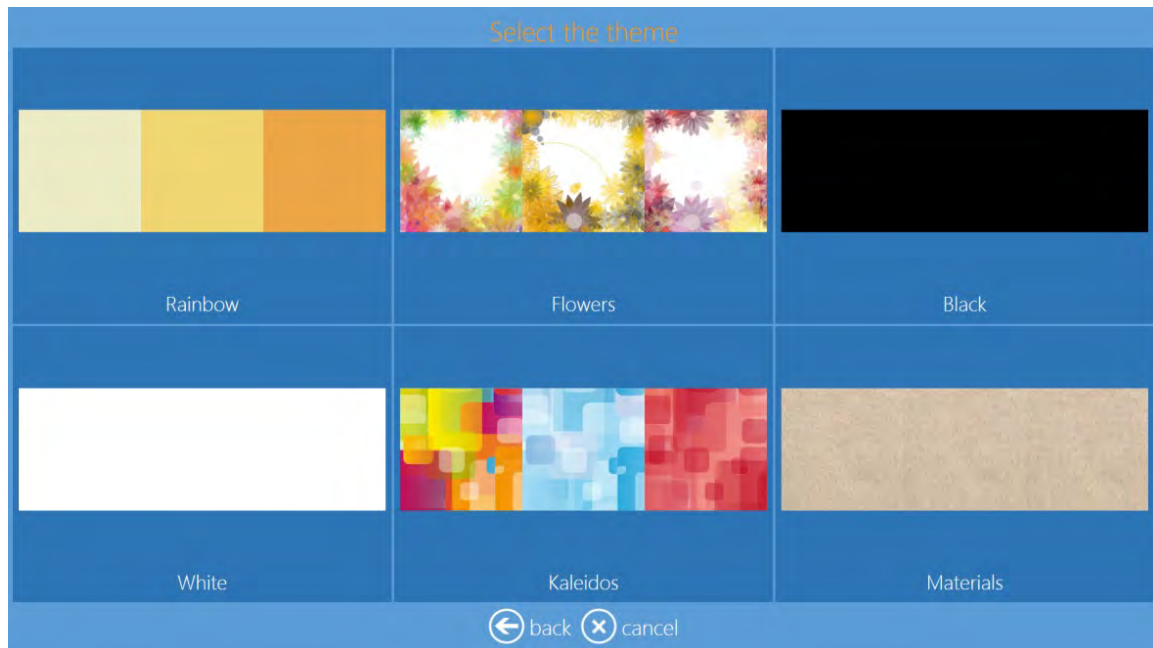 Select the theme
Rainbow
Flowers
Black
White
Kaleidos
Materials
back cancel